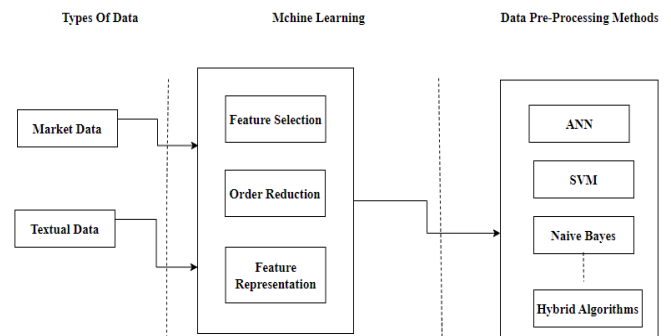 Types Of Data
Mchine Learning
Data Pre-Processing Methods
Market Data
Textual Data
Feature Selection
Order Reduction
Feature
Representation
ANN
SVM
Naive Bayes
Hybrid Algorithms